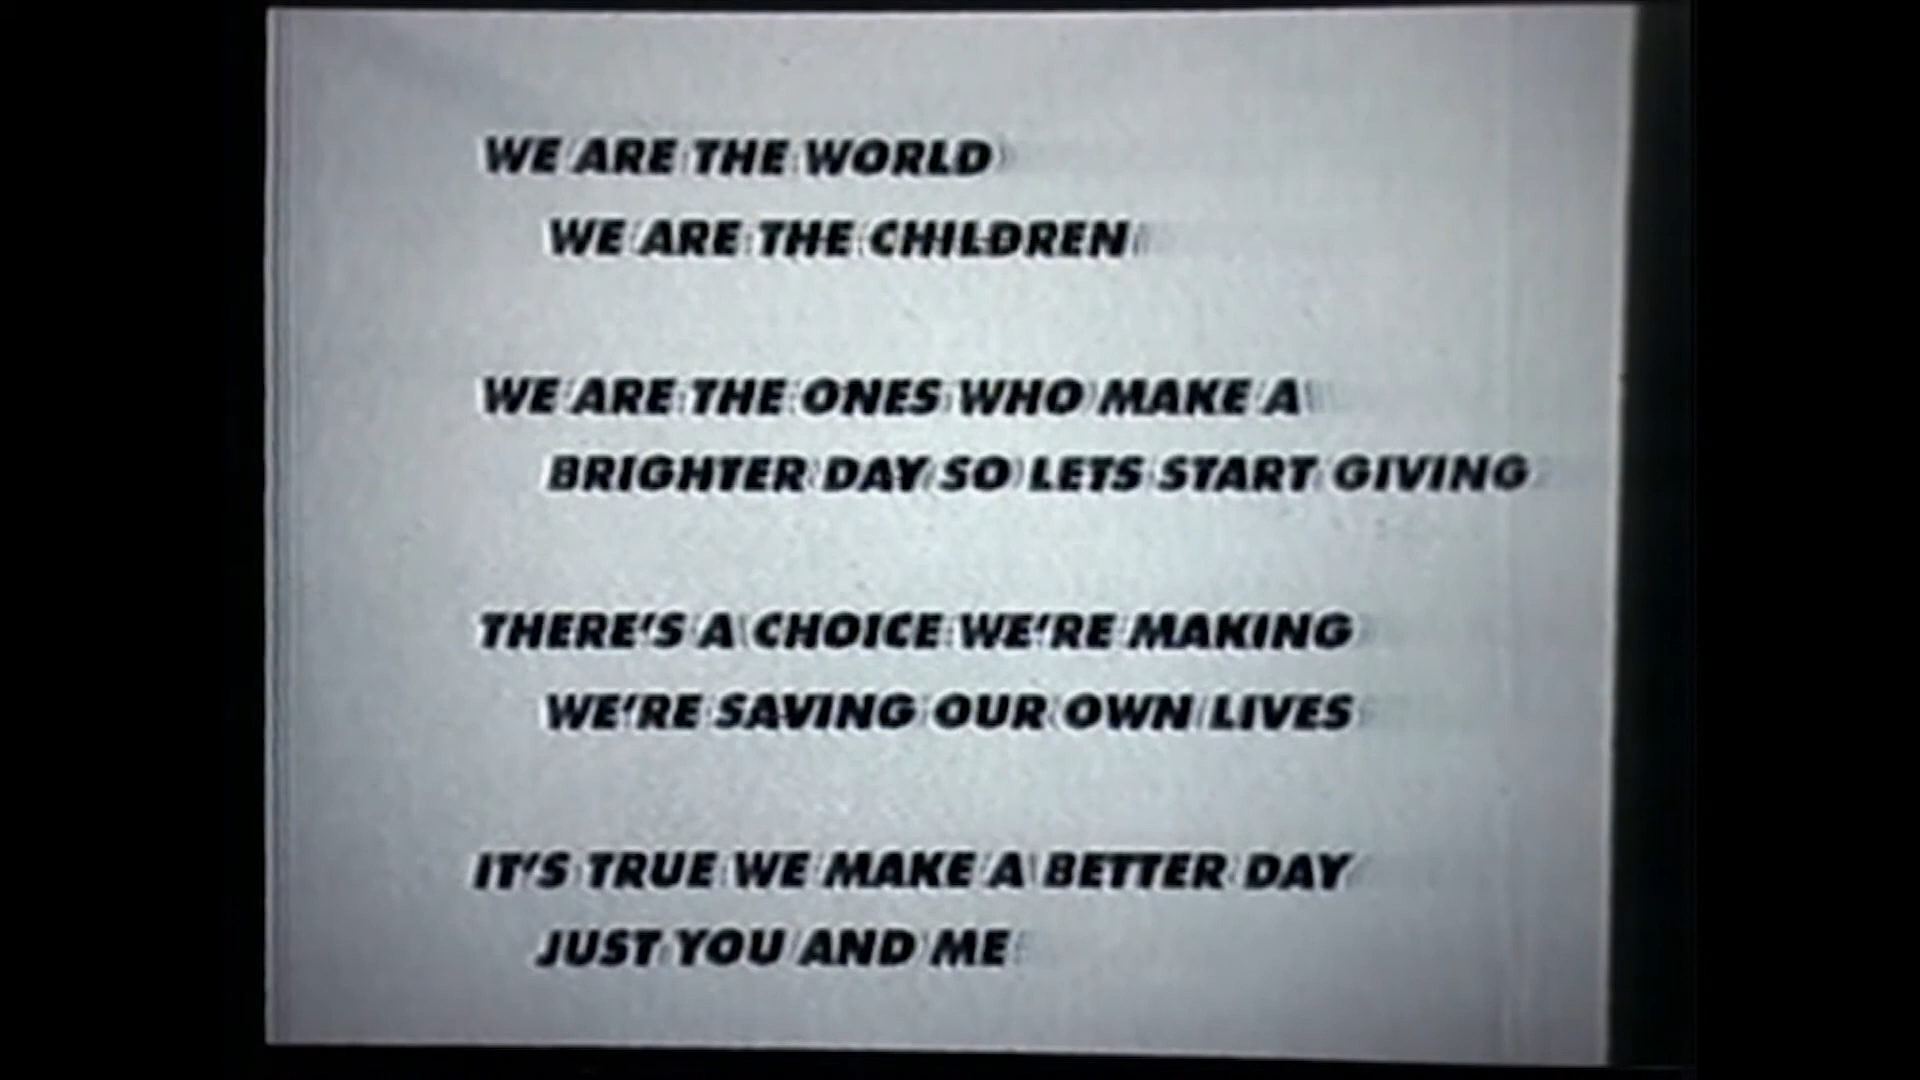 WE ARE THE WORLD
WE ARE THE CHILDREN
WE ARE THE ONES WHO MAKE A
BRIGHTER DAY SO LETS START GIVING
THERE'S A CHOICE WE'RE MAKING
WE'RE SAVING OUR OWN LIVES
IT'S TRUE WE MAKE A BETTER DAY
JUST YOU AND ME